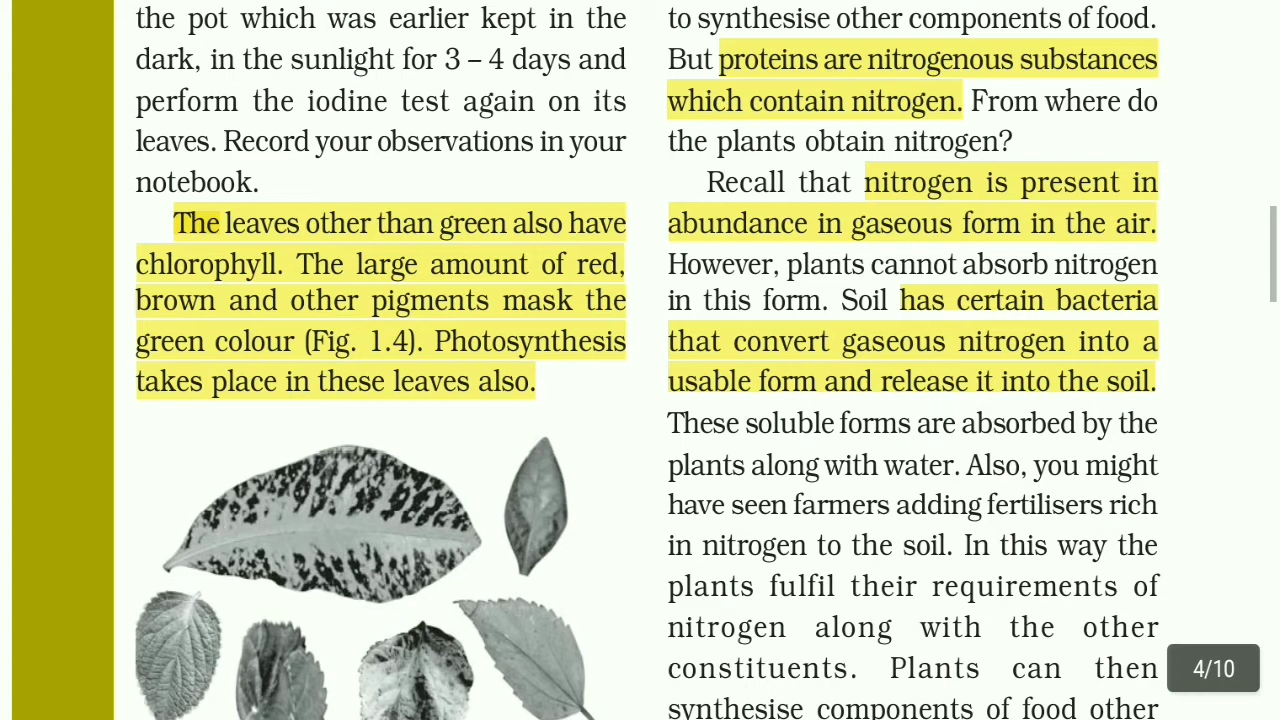 the pot which was earlier kept in the
dark, in the sunlight for 3 – 4 days and
perform the iodine test again on its
leaves. Record your observations in your
notebook.
The leaves other than green also have
chlorophyll. The large amount of red,
brown and other pigments mask the
green colour (Fig. 1.4). Photosynthesis
takes place in these leaves also.
to synthesise other components of food.
But proteins are nitrogenous substances
which contain nitrogen. From where do
the plants obtain nitrogen?
Recall that nitrogen is present in
abundance in gaseous form in the air.
However, plants cannot absorb nitrogen
in this form. Soil has certain bacteria
that convert gaseous nitrogen into a
usable form and release it into the soil.
These soluble forms are absorbed by the
plants along with water. Also, you might
have seen farmers adding fertilisers rich
in nitrogen to the soil. In this way the
plants fulfil their requirements of
nitrogen along with the other
constituents. Plants can then
synthesise components of food other
4/10